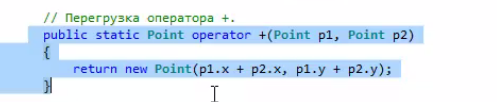 // Перегрузка оператора +.
public static Point operator +(Point p1, Point p2)
{
return new Point(p1.x + p2.x, p1.y + p2.y);
}